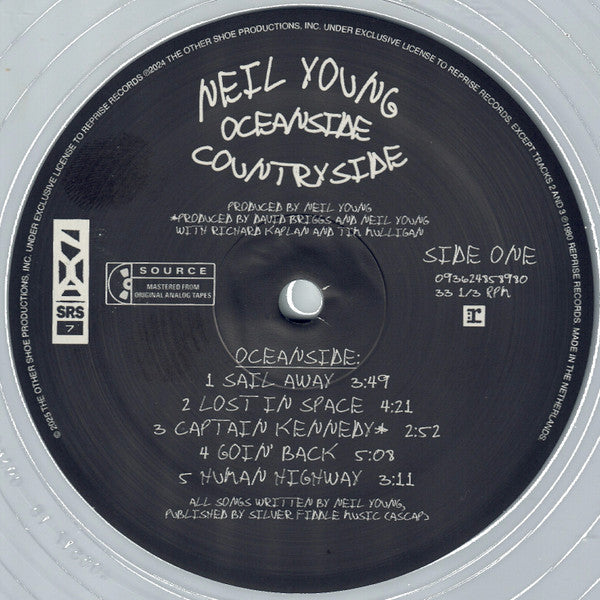 ©2025 THE OTHER SHOE PRODUCTIONS, INC. UNDER EXCLUSIVE LICENSE TO REPRISE RECORDS ℗2024 THE OTHER SHOE PRODUCTIONS, INC. UNDER EXCLUSIVE LICENSE TO REPRISE RECORDS, EXCEPT TRACKS 2 AND 3 ℗1980 REPRISE RECORDS. MADE IN THE NETHERLANDS.
NEIL YOUNG
OCEANSIDE
COUNTRYSIDE
PRODUCED BY NEIL YOUNG
*PRODUCED BY DAVID BRIGGS AND NEIL YOUNG
WITH RICHARD KAPLAN AND TIM MULLIGAN
SRS
7
SOURCE
MASTERED FROM
ORIGINAL ANALOG TAPES
SIDE ONE
093624858980
33 1/3 RPM
r
OCEANSIDE:
1 SAIL AWAY 3:49
2 LOST IN SPACE 4:21
3 CAPTAIN KENNEDY* 2:52
4 GOIN' BACK 5:08
5 HUMAN HIGHWAY 3:11
ALL SONGS WRITTEN BY NEIL YOUNG,
PUBLISHED BY SILVER FIDDLE MUSIC (ASCAP)